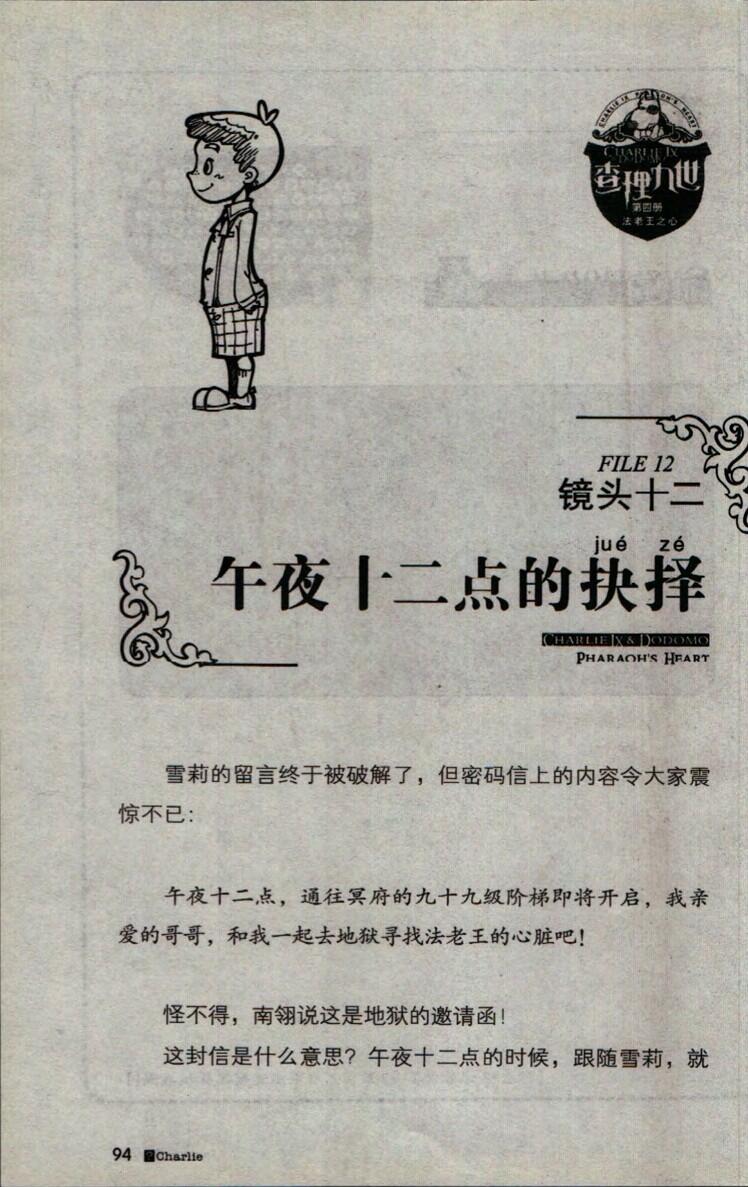 CHARLIE IX PHARAOH'S HEART
CHARLIE IX
DODOMO
查理九世
第四册
法老王之心
FILE 12
镜头十二
jué zé
午夜十二点的抉择
CHARLIE IX & DODOMO
PHARAOH'S HEART
雪莉的留言终于被破解了，但密码信上的内容令大家震
惊不已：
午夜十二点，通往冥府的九十九级阶梯即将开启，我亲
爱的哥哥，和我一起去地狱寻找法老王的心脏吧！
怪不得，南翎说这是地狱的邀请函！
这封信是什么意思？午夜十二点的时候，跟随雪莉，就
94 Charlie